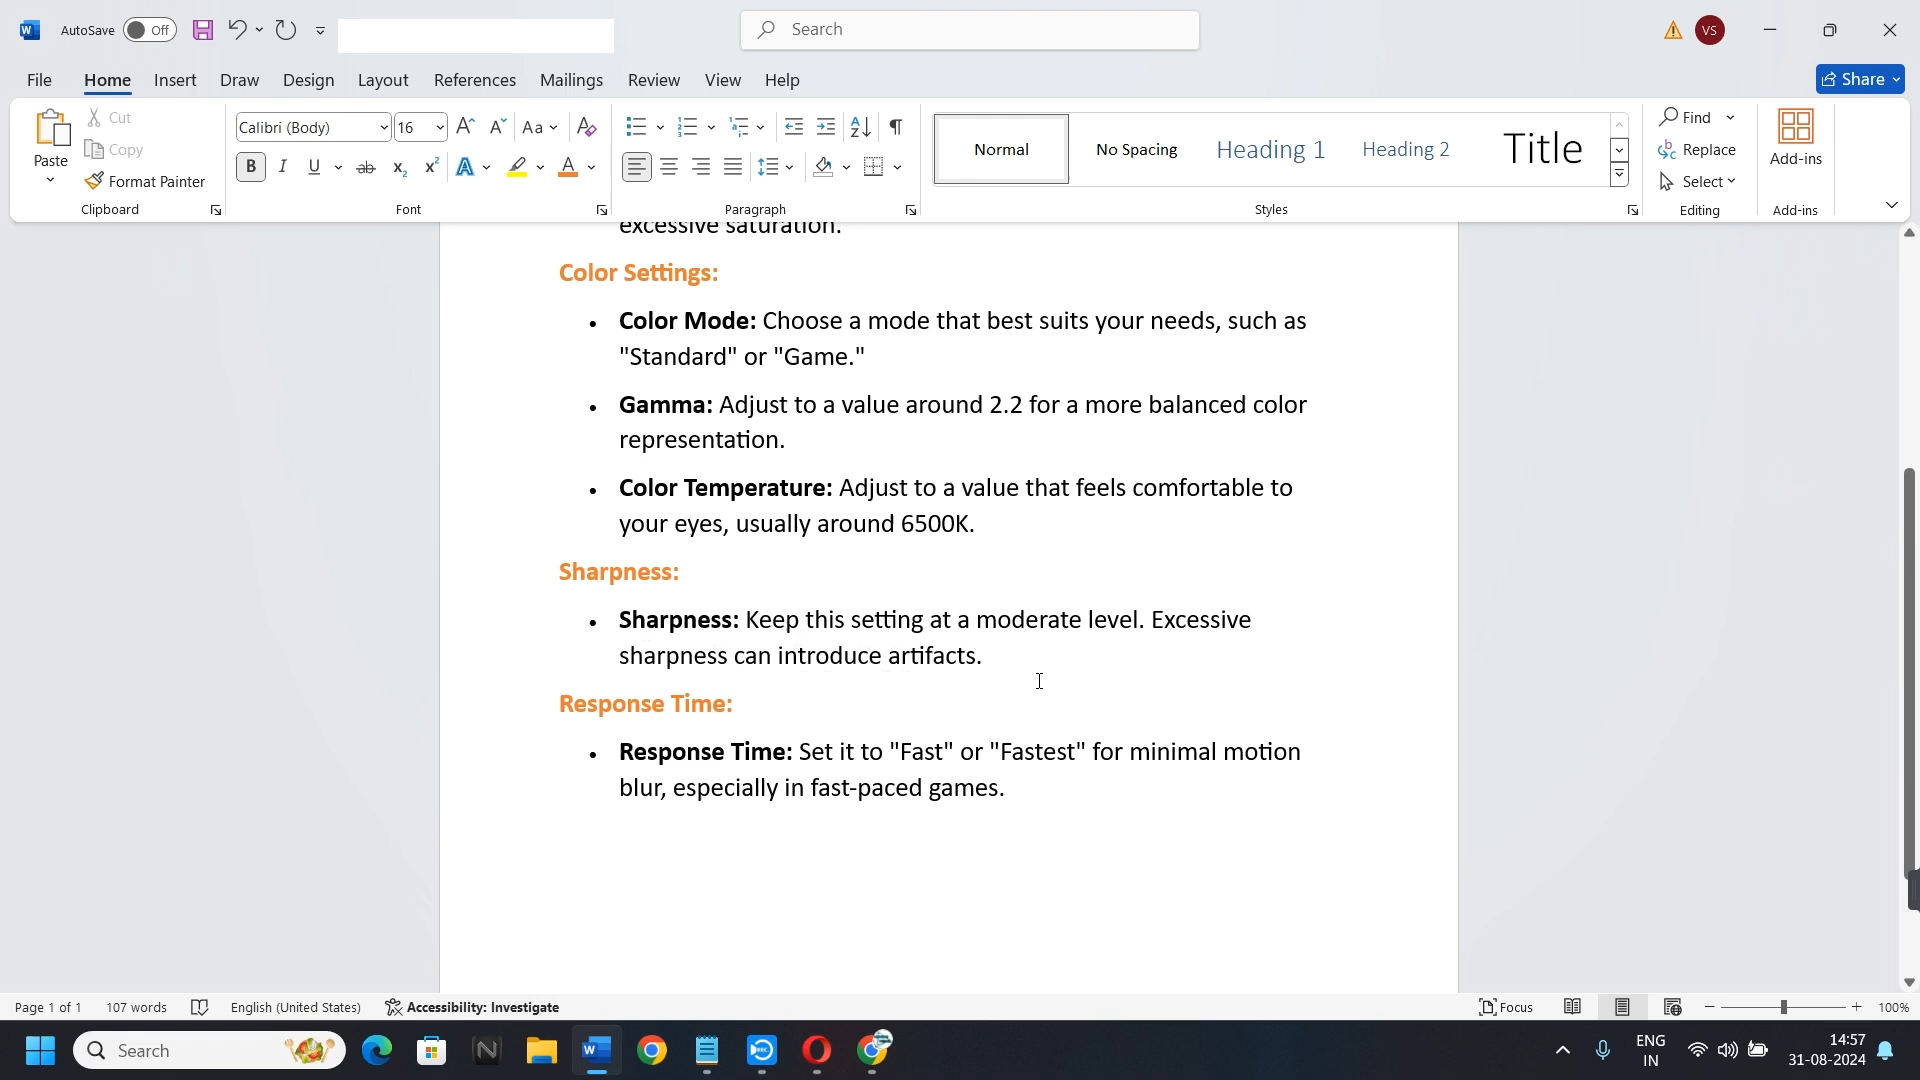 AutoSave Off Search VS
File Home Insert Draw Design Layout References Mailings Review View Help Share
Paste Cut Copy Format Painter Clipboard
Calibri (Body) 16 Aa B I U ab x₂ x² A A Font
Paragraph
Normal No Spacing Heading 1 Heading 2 Title Styles
Find Replace Select Editing
Add-ins Add-ins
excessive saturation.
Color Settings:
• Color Mode: Choose a mode that best suits your needs, such as
"Standard" or "Game."
• Gamma: Adjust to a value around 2.2 for a more balanced color
representation.
• Color Temperature: Adjust to a value that feels comfortable to
your eyes, usually around 6500K.
Sharpness:
• Sharpness: Keep this setting at a moderate level. Excessive
sharpness can introduce artifacts.
Response Time:
• Response Time: Set it to "Fast" or "Fastest" for minimal motion
blur, especially in fast-paced games.
Page 1 of 1 107 words English (United States) Accessibility: Investigate Focus 100%
Search ENG 14:57
IN 31-08-2024